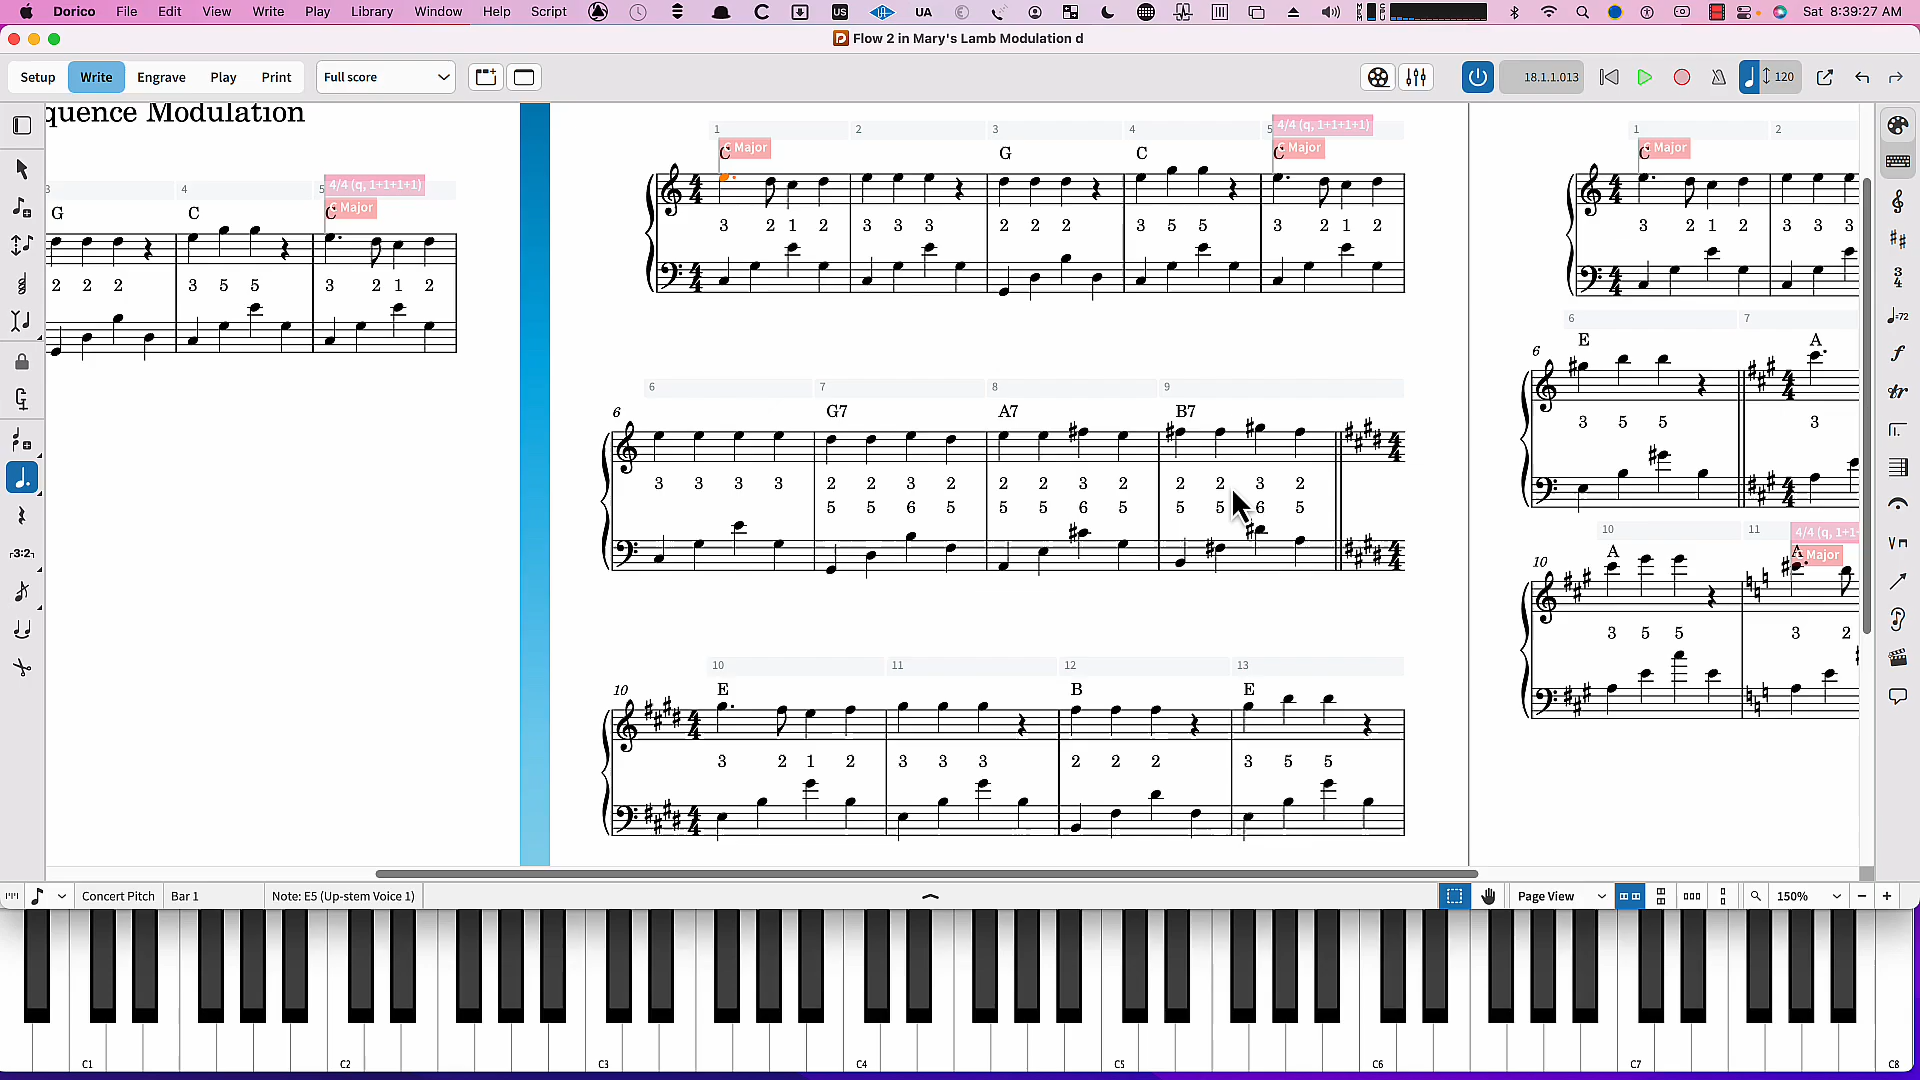 Dorico File Edit View Write Play Library Window Help Script US UA Sat 8:39:27 AM
Flow 2 in Mary's Lamb Modulation d
Setup Write Engrave Play Print Full score 18.1.1.013 120
quence Modulation
3 4 5 4/4 (q, 1+1+1+1)
G C C C Major
2 2 2 3 5 5 3 2 1 2
1 2 3 4 5 4/4 (q, 1+1+1+1)
C C Major G C C C Major
3 2 1 2 3 3 3 2 2 2 3 5 5 3 2 1 2
6 7 8 9
6 G7 A7 B7
3 3 3 3 2 2 3 2 2 2 3 2 2 2 3 2
5 5 6 5 5 5 6 5 5 5 6 5
10 11 12 13
10 E B E
3 2 1 2 3 3 3 2 2 2 3 5 5
1 2
C C Major
3 2 1 2 3 3 3
6 7
6 E A
3 5 5 3
10 11 4/4 (q, 1+1+
10 A A Major
3 5 5 3 2
3:2
3 4
=72
Concert Pitch Bar 1 Note: E5 (Up-stem Voice 1) Page View 150%
C1 C2 C3 C4 C5 C6 C7 C8